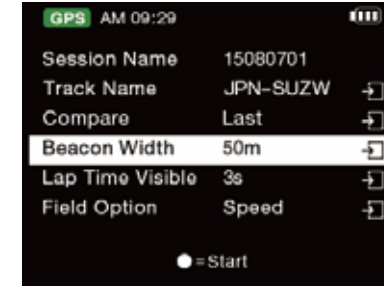 GPS AM 09:29
Session Name 15080701
Track Name JPN-SUZW
Compare Last
Beacon Width 50m
Lap Time Visible 3s
Field Option Speed
●=Start